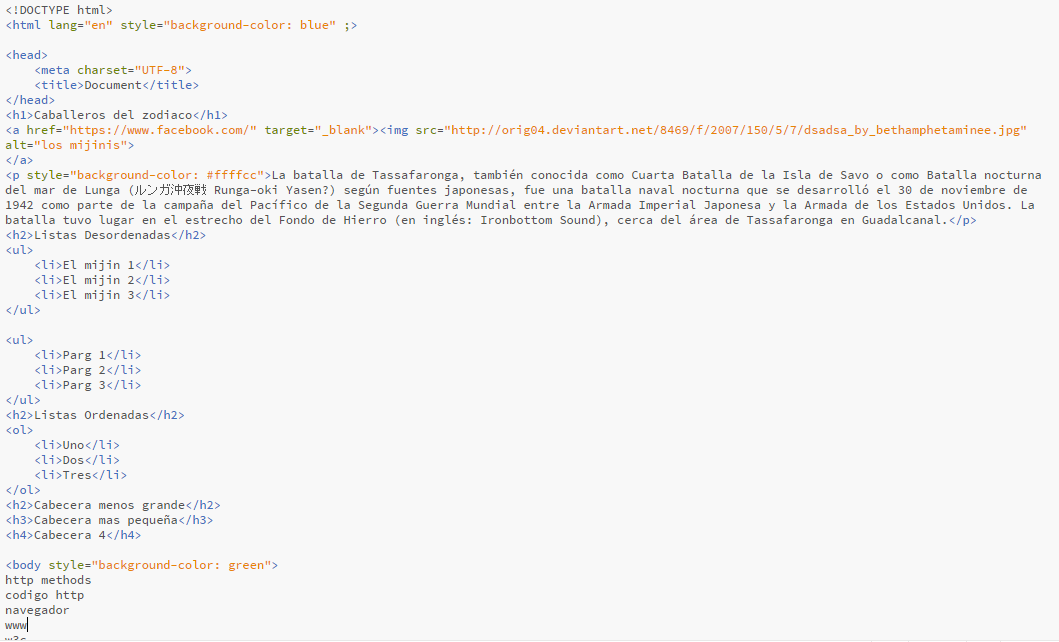 <!DOCTYPE html>
<html lang="en" style="background-color: blue" ;>
<head>
<meta charset="UTF-8">
<title>Document</title>
</head>
<h1>Caballeros del zodiaco</h1>
<a href="https://www.facebook.com/" target="_blank"><img src="http://orig04.deviantart.net/8469/f/2007/150/5/7/dsadsa_by_bethamphetaminee.jpg"
alt="los mijinis">
</a>
<p style="background-color: #ffffcc">La batalla de Tassafaronga, también conocida como Cuarta Batalla de la Isla de Savo o como Batalla nocturna
del mar de Lunga (ルンガ沖夜戦 Runga-oki Yasen?) según fuentes japonesas, fue una batalla naval nocturna que se desarrolló el 30 de noviembre de
1942 como parte de la campaña del Pacífico de la Segunda Guerra Mundial entre la Armada Imperial Japonesa y la Armada de los Estados Unidos. La
batalla tuvo lugar en el estrecho del Fondo de Hierro (en inglés: Ironbottom Sound), cerca del área de Tassafaronga en Guadalcanal.</p>
<h2>Listas Desordenadas</h2>
<ul>
<li>El mijin 1</li>
<li>El mijin 2</li>
<li>El mijin 3</li>
</ul>
<ul>
<li>Parg 1</li>
<li>Parg 2</li>
<li>Parg 3</li>
</ul>
<h2>Listas Ordenadas</h2>
<ol>
<li>Uno</li>
<li>Dos</li>
<li>Tres</li>
</ol>
<h2>Cabecera menos grande</h2>
<h3>Cabecera mas pequeña</h3>
<h4>Cabecera 4</h4>
<body style="background-color: green">
http methods
codigo http
navegador
www